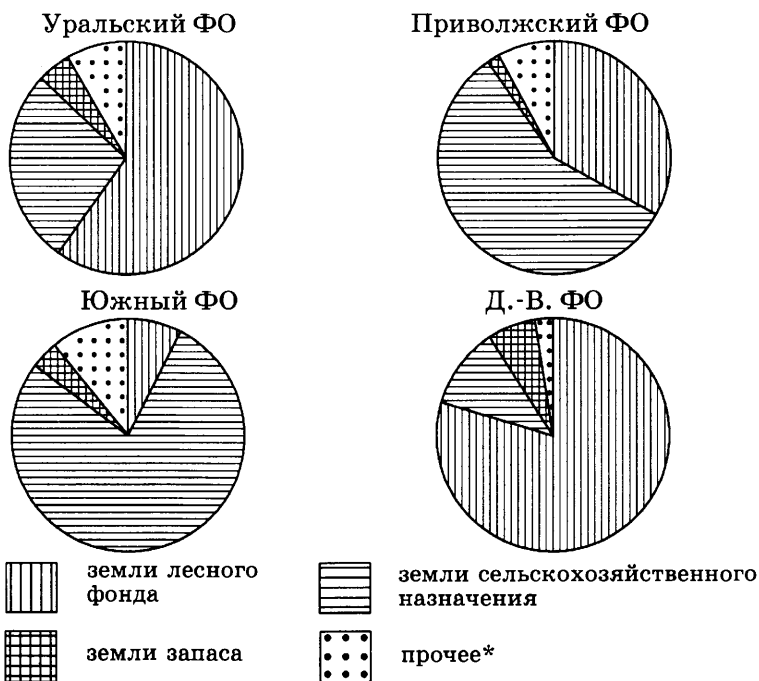 Уральский ФО
Приволжский ФО
Южный ФО
Д.-В. ФО
земли лесного
фонда
земли сельскохозяйственного
назначения
земли запаса
прочее*